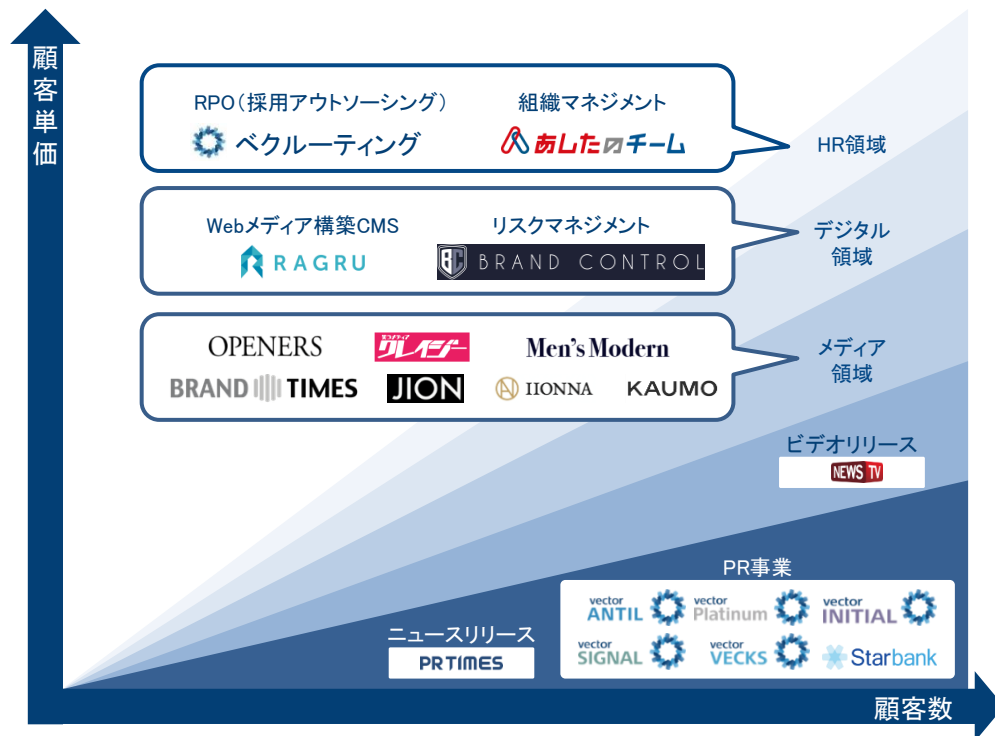 顧客単価
RPO（採用アウトソーシング）
組織マネジメント
ベクルーティング
あしたのチーム
HR領域
Webメディア構築CMS
リスクマネジメント
RAGRU
BC BRAND CONTROL
デジタル
領域
OPENERS
クレイジー
Men's Modern
BRAND TIMES
JION
IIONNA
KAUMO
メディア
領域
ビデオリリース
NEWS TV
PR事業
vector
ANTIL
vector
Platinum
vector
INITIAL
vector
SIGNAL
vector
VECKS
Starbank
ニュースリリース
PRTIMES
顧客数